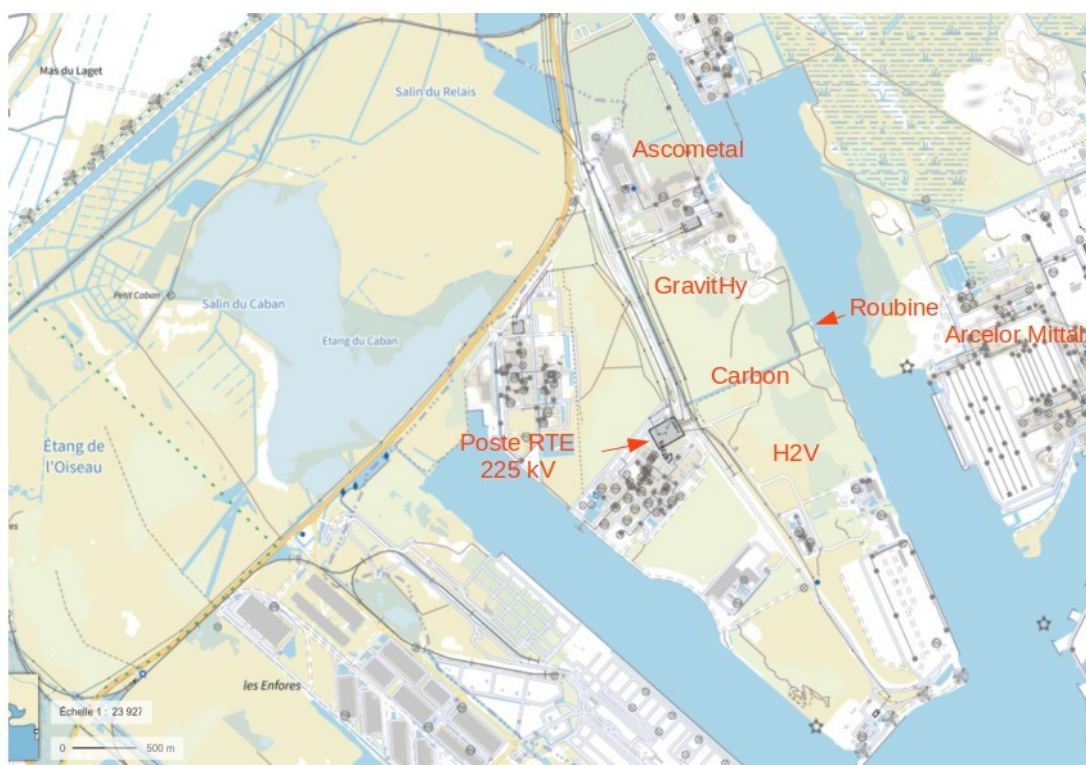 Mas du Laget
Salin du Relais
Ascometal
Petit Caban
Salin du Caban
GravitHy
Roubine
Étang du Caban
Arcelor Mittal
Carbon
Étang de
l'Oiseau
Poste RTE
225 kV
H2V
les Enfores
Échelle 1 : 23 927
0 500 m